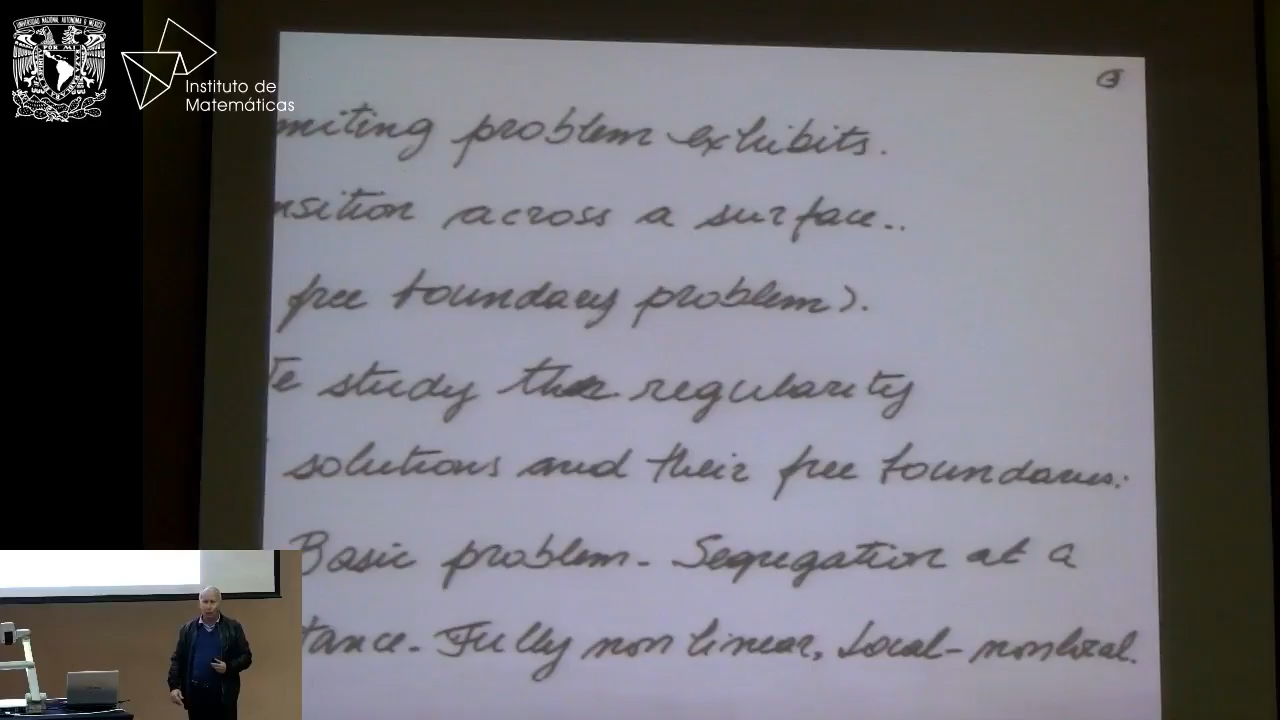 Instituto de
Matemáticas
3
miting problem exhibits.
nsition across a surface..
free boundary problem).
e study the regularity
solutions and their free boundaries:
Basic problem - Segregation at a
tance - Fully non linear, Local-nonlocal.